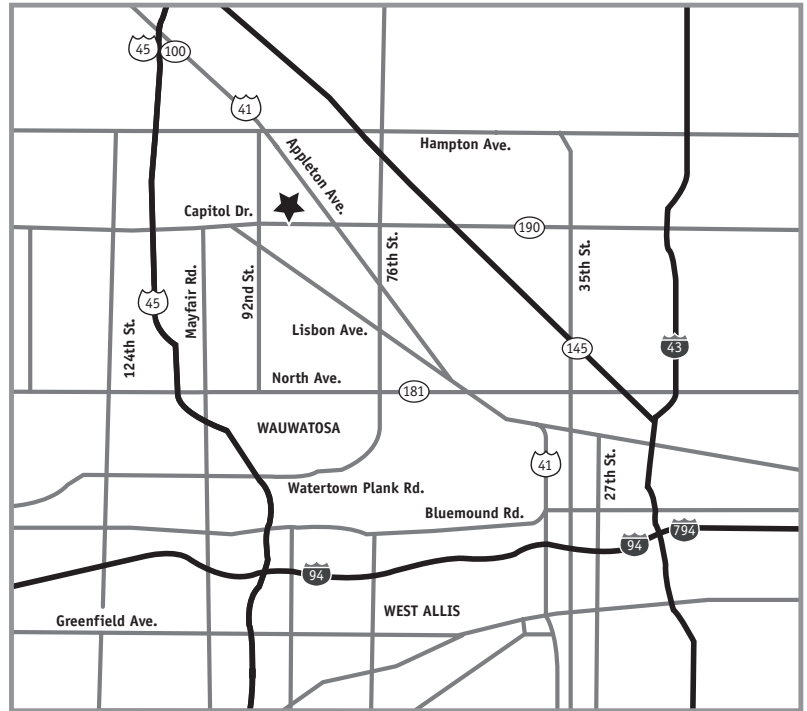 45
100
41
Hampton Ave.
Appleton Ave.
Capitol Dr.
190
76th St.
35th St.
Mayfair Rd.
92nd St.
45
124th St.
Lisbon Ave.
145
43
North Ave.
181
WAUWATOSA
41
27th St.
Watertown Plank Rd.
Bluemound Rd.
94
794
94
WEST ALLIS
Greenfield Ave.